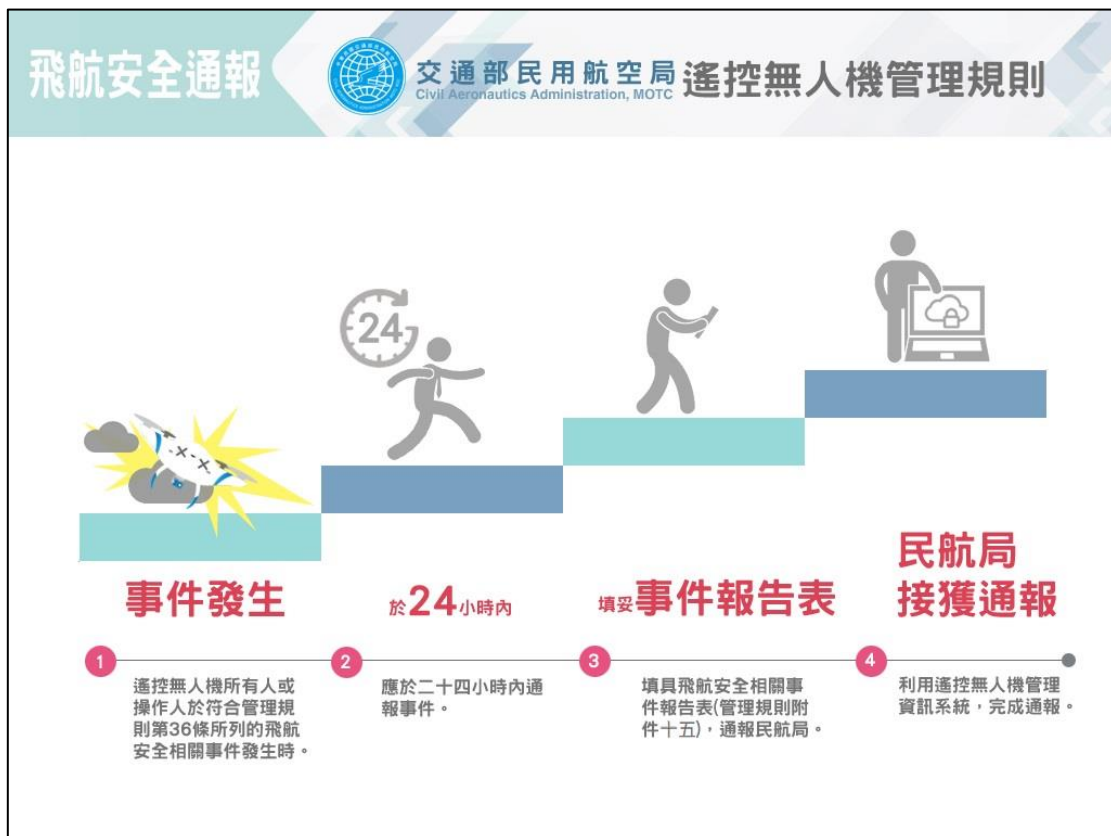 飛航安全通報
交通部民用航空局
Civil Aeronautics Administration, MOTC
遙控無人機管理規則
24
事件發生
於24小時內
填妥事件報告表
民航局
接獲通報
1
遙控無人機所有人或
操作人於符合管理規
則第36條所列的飛航
安全相關事件發生時。
2
應於二十四小時內通
報事件。
3
填具飛航安全相關事
件報告表(管理規則附
件十五),通報民航局。
4
利用遙控無人機管理
資訊系統,完成通報。